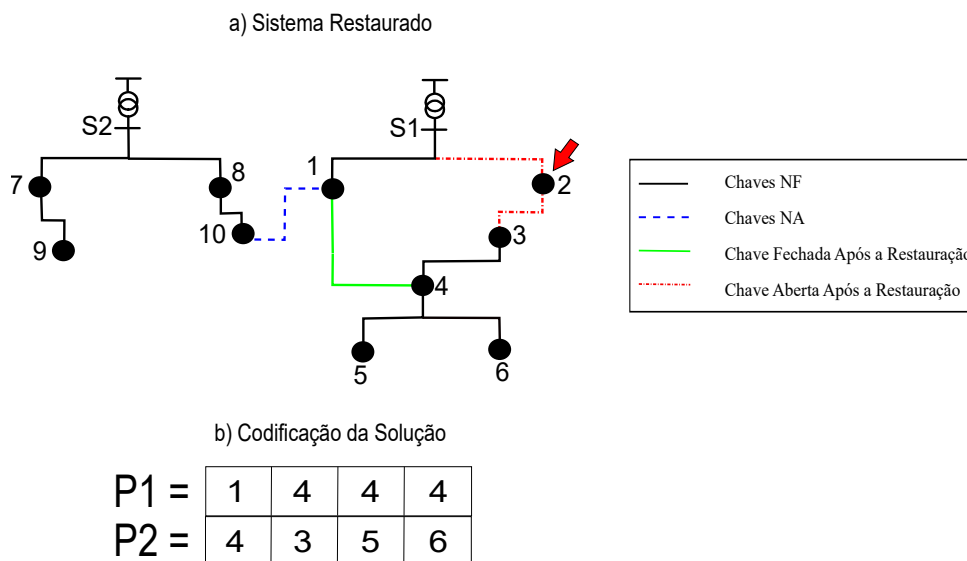 a) Sistema Restaurado
S2
S1
7
8
1
2
9
10
3
4
5
6
Chaves NF
Chaves NA
Chave Fechada Após a Restauração
Chave Aberta Após a Restauração
b) Codificação da Solução
P1 = 1 4 4 4
P2 = 4 3 5 6